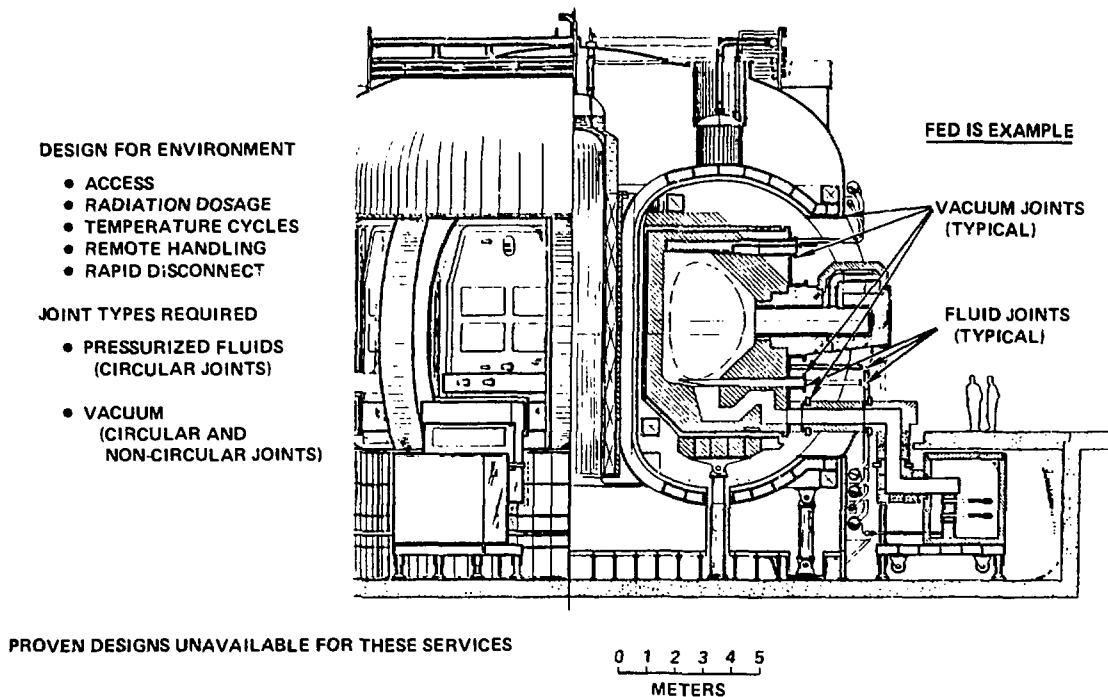 DESIGN FOR ENVIRONMENT
● ACCESS
● RADIATION DOSAGE
● TEMPERATURE CYCLES
● REMOTE HANDLING
● RAPID DISCONNECT
JOINT TYPES REQUIRED
● PRESSURIZED FLUIDS
(CIRCULAR JOINTS)
● VACUUM
(CIRCULAR AND
NON-CIRCULAR JOINTS)
FED IS EXAMPLE
VACUUM JOINTS
(TYPICAL)
FLUID JOINTS
(TYPICAL)
PROVEN DESIGNS UNAVAILABLE FOR THESE SERVICES
0 1 2 3 4 5
METERS